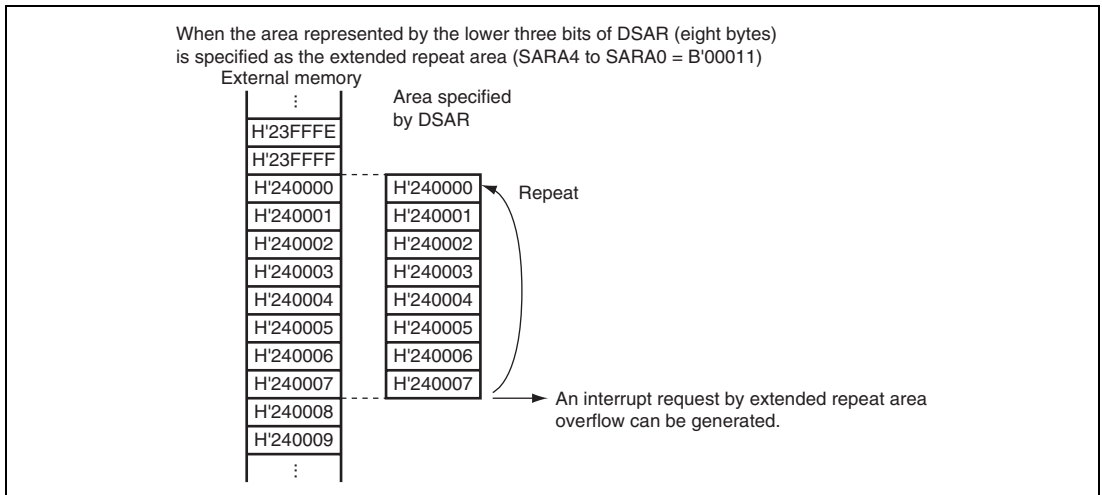 When the area represented by the lower three bits of DSAR (eight bytes)
is specified as the extended repeat area (SARA4 to SARA0 = B'00011)
External memory
Area specified
by DSAR
⋮
H'23FFFE
H'23FFFF
H'240000
H'240001
H'240002
H'240003
H'240004
H'240005
H'240006
H'240007
H'240008
H'240009
⋮
H'240000
H'240001
H'240002
H'240003
H'240004
H'240005
H'240006
H'240007
Repeat
An interrupt request by extended repeat area
overflow can be generated.